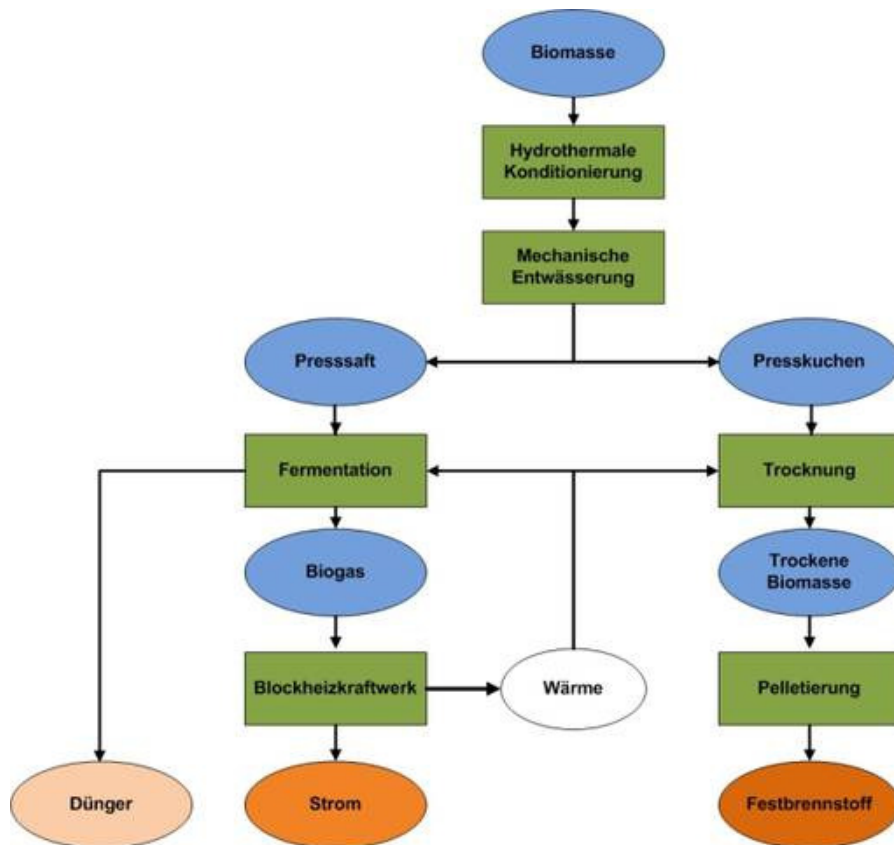 Biomasse
Hydrothermale
Konditionierung
Mechanische
Entwässerung
Presssaft
Presskuchen
Fermentation
Trocknung
Biogas
Trockene
Biomasse
Blockheizkraftwerk
Wärme
Pelletierung
Dünger
Strom
Festbrennstoff